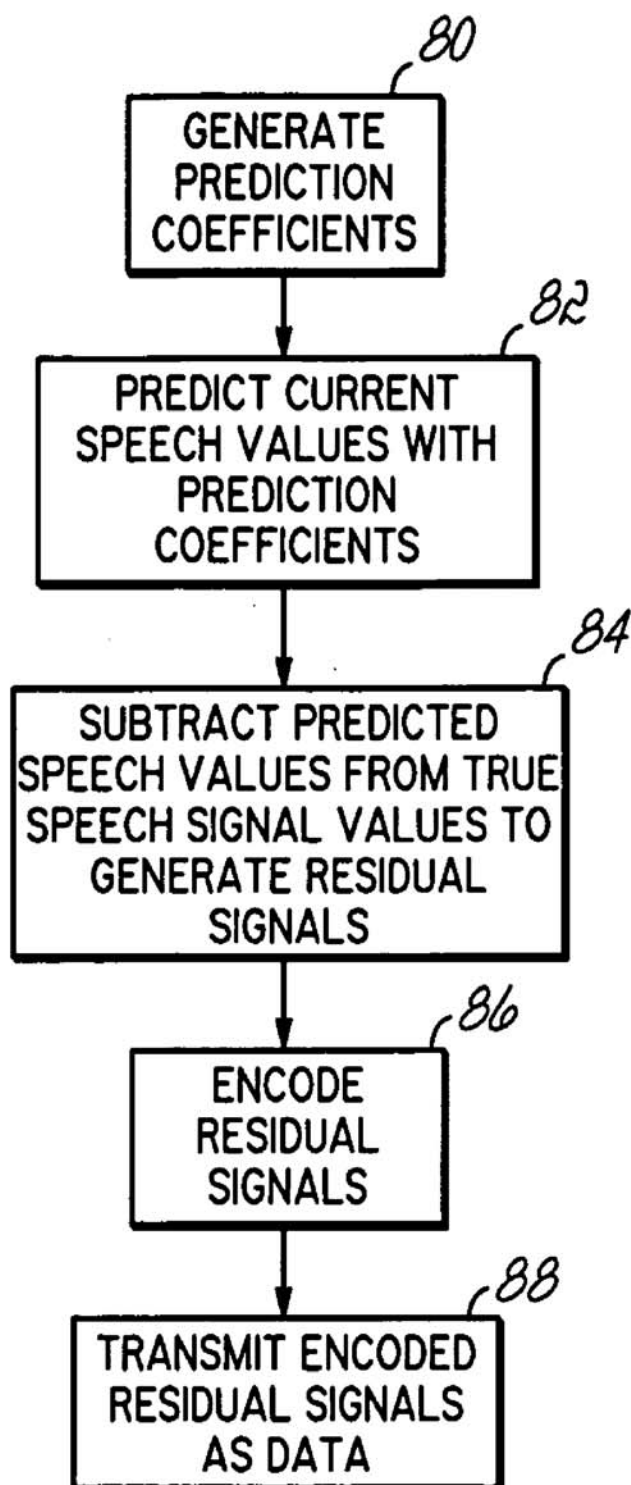 80
GENERATE
PREDICTION
COEFFICIENTS
82
PREDICT CURRENT
SPEECH VALUES WITH
PREDICTION
COEFFICIENTS
84
SUBTRACT PREDICTED
SPEECH VALUES FROM TRUE
SPEECH SIGNAL VALUES TO
GENERATE RESIDUAL
SIGNALS
86
ENCODE
RESIDUAL
SIGNALS
88
TRANSMIT ENCODED
RESIDUAL SIGNALS
AS DATA